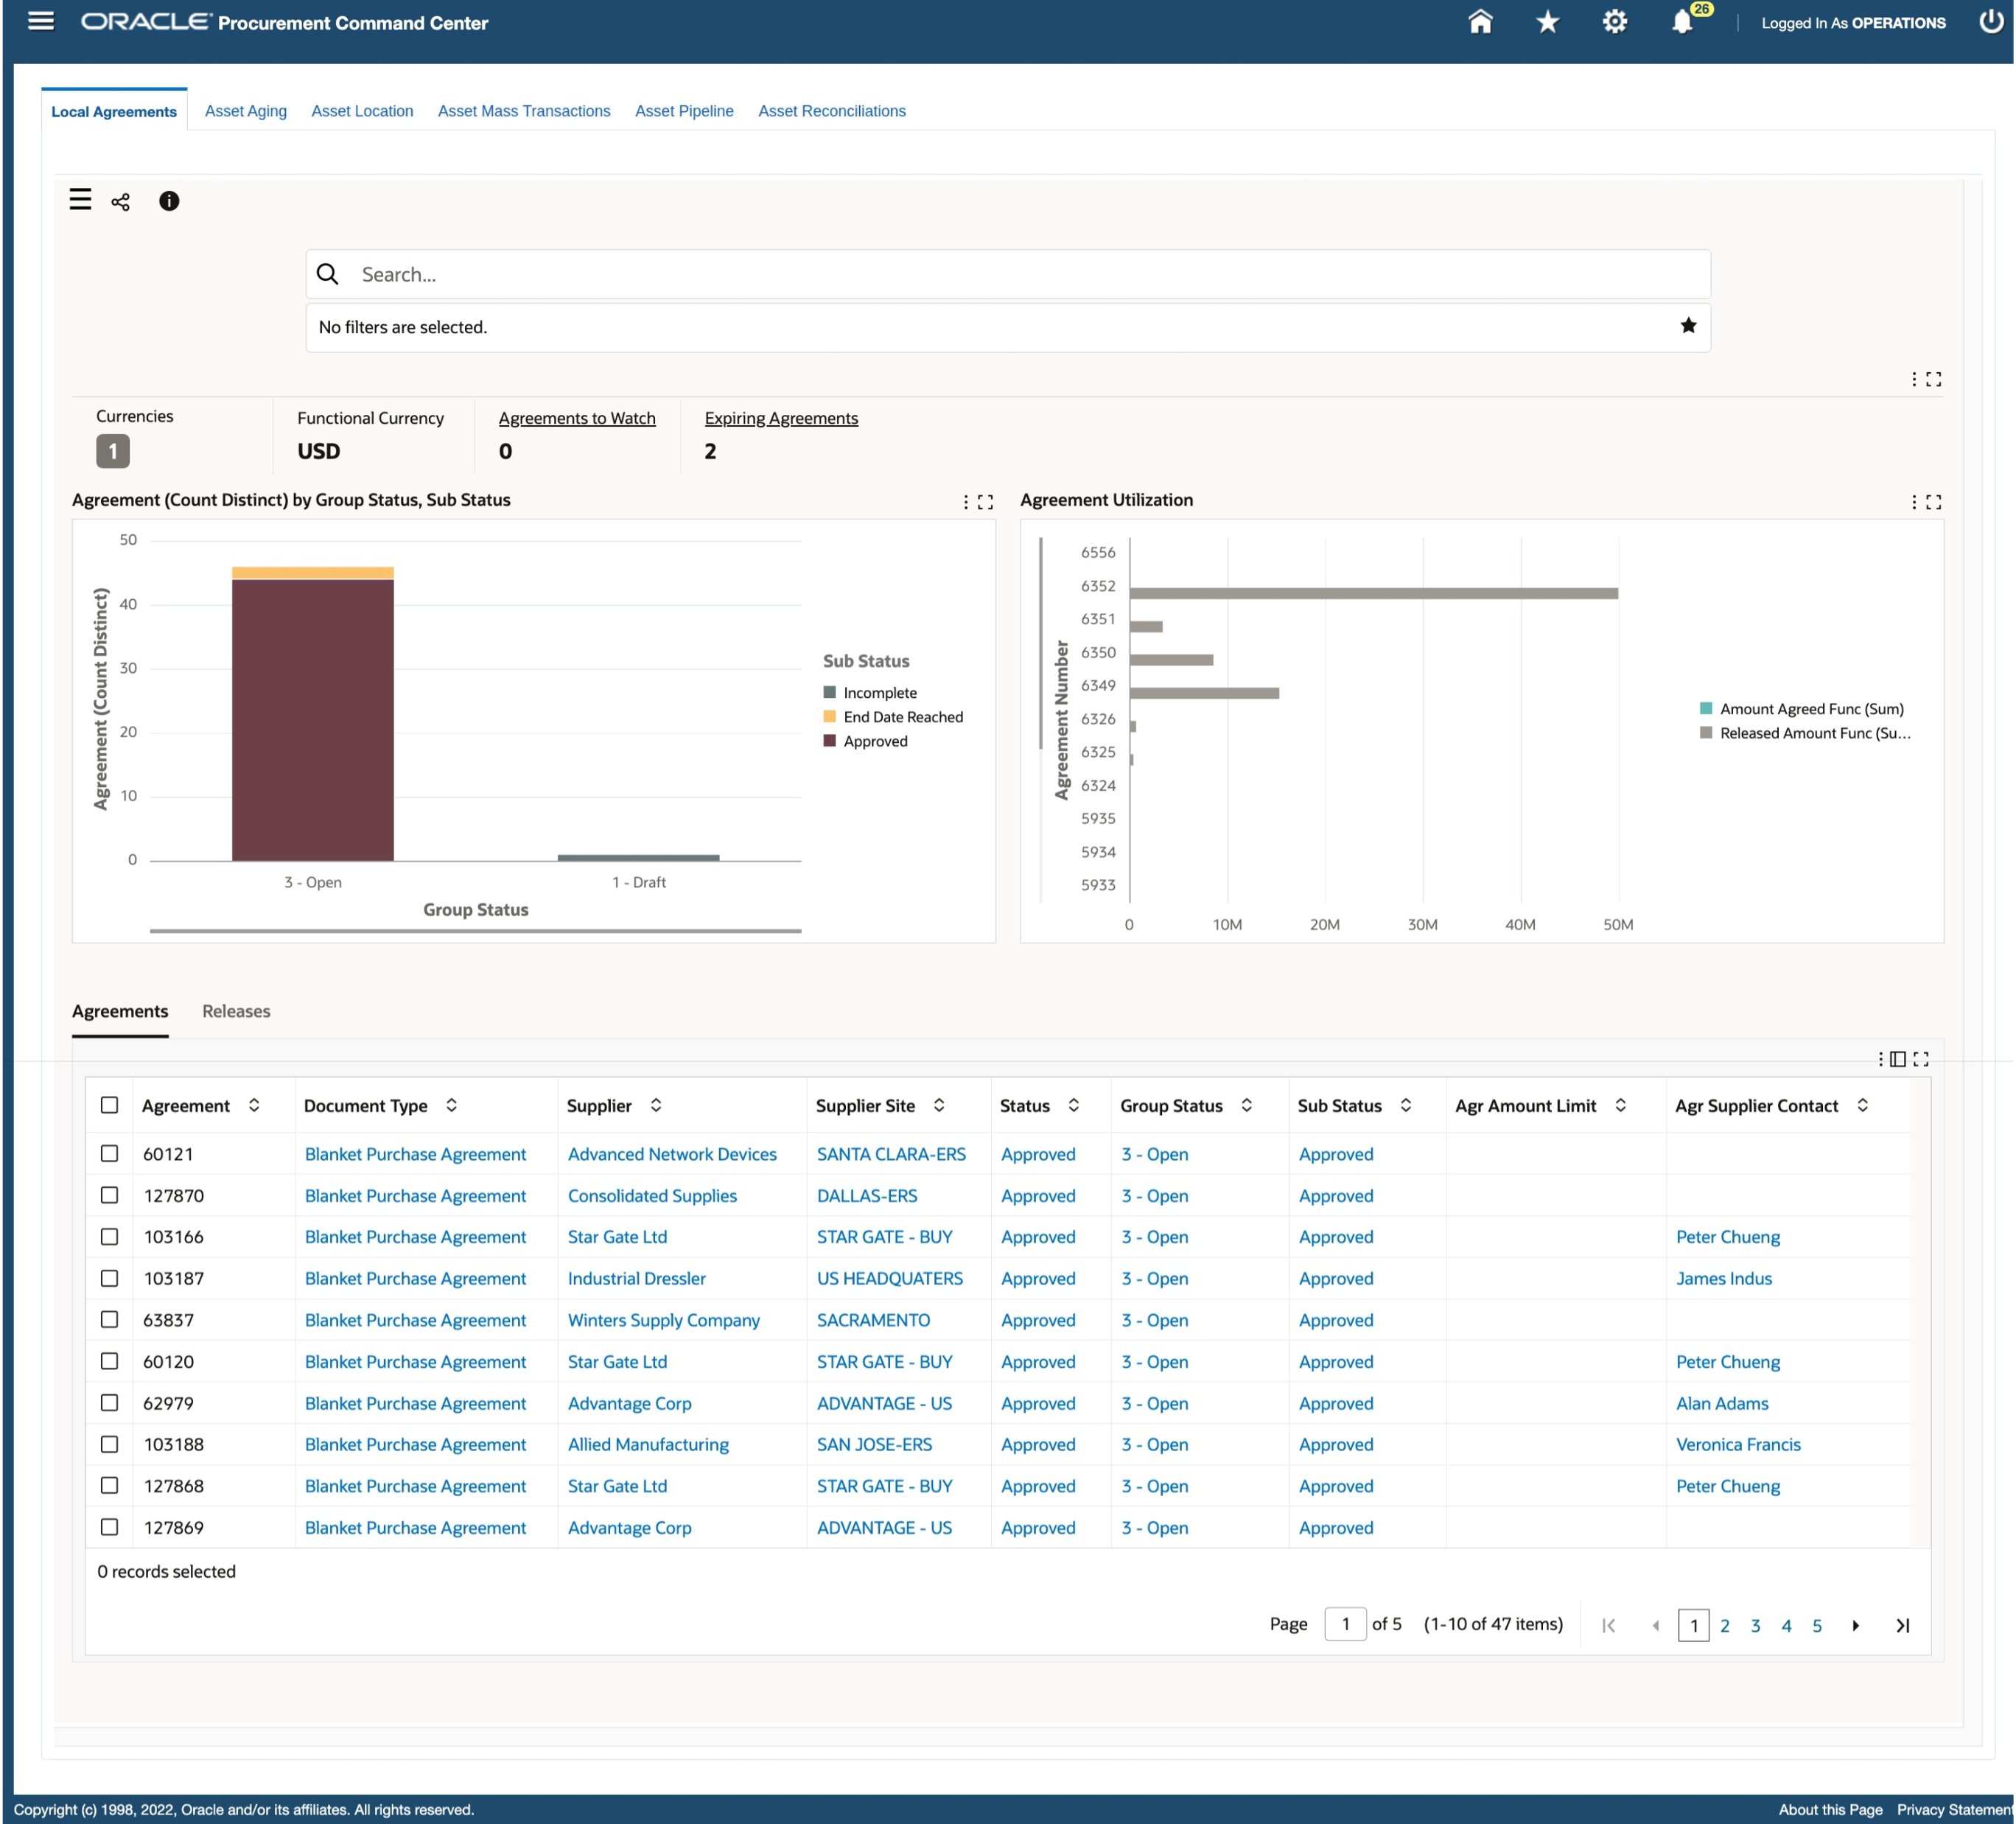 ORACLE Procurement Command Center
26
Logged In As OPERATIONS
Local Agreements Asset Aging Asset Location Asset Mass Transactions Asset Pipeline Asset Reconciliations
Search...
No filters are selected.
Currencies
1
Functional Currency
USD
Agreements to Watch
0
Expiring Agreements
2
Agreement (Count Distinct) by Group Status, Sub Status
50
40
30
20
10
0
Agreement (Count Distinct)
3 - Open 1 - Draft
Group Status
Sub Status
Incomplete
End Date Reached
Approved
Agreement Utilization
Agreement Number
6556
6352
6351
6350
6349
6326
6325
6324
5935
5934
5933
0 10M 20M 30M 40M 50M
Amount Agreed Func (Sum)
Released Amount Func (Su...
Agreements Releases
Agreement Document Type Supplier Supplier Site Status Group Status Sub Status Agr Amount Limit Agr Supplier Contact
60121 Blanket Purchase Agreement Advanced Network Devices SANTA CLARA-ERS Approved 3 - Open Approved
127870 Blanket Purchase Agreement Consolidated Supplies DALLAS-ERS Approved 3 - Open Approved
103166 Blanket Purchase Agreement Star Gate Ltd STAR GATE - BUY Approved 3 - Open Approved Peter Chueng
103187 Blanket Purchase Agreement Industrial Dressler US HEADQUATERS Approved 3 - Open Approved James Indus
63837 Blanket Purchase Agreement Winters Supply Company SACRAMENTO Approved 3 - Open Approved
60120 Blanket Purchase Agreement Star Gate Ltd STAR GATE - BUY Approved 3 - Open Approved Peter Chueng
62979 Blanket Purchase Agreement Advantage Corp ADVANTAGE - US Approved 3 - Open Approved Alan Adams
103188 Blanket Purchase Agreement Allied Manufacturing SAN JOSE-ERS Approved 3 - Open Approved Veronica Francis
127868 Blanket Purchase Agreement Star Gate Ltd STAR GATE - BUY Approved 3 - Open Approved Peter Chueng
127869 Blanket Purchase Agreement Advantage Corp ADVANTAGE - US Approved 3 - Open Approved
0 records selected
Page 1 of 5 (1-10 of 47 items) 1 2 3 4 5
Copyright (c) 1998, 2022, Oracle and/or its affiliates. All rights reserved.
About this Page Privacy Statement